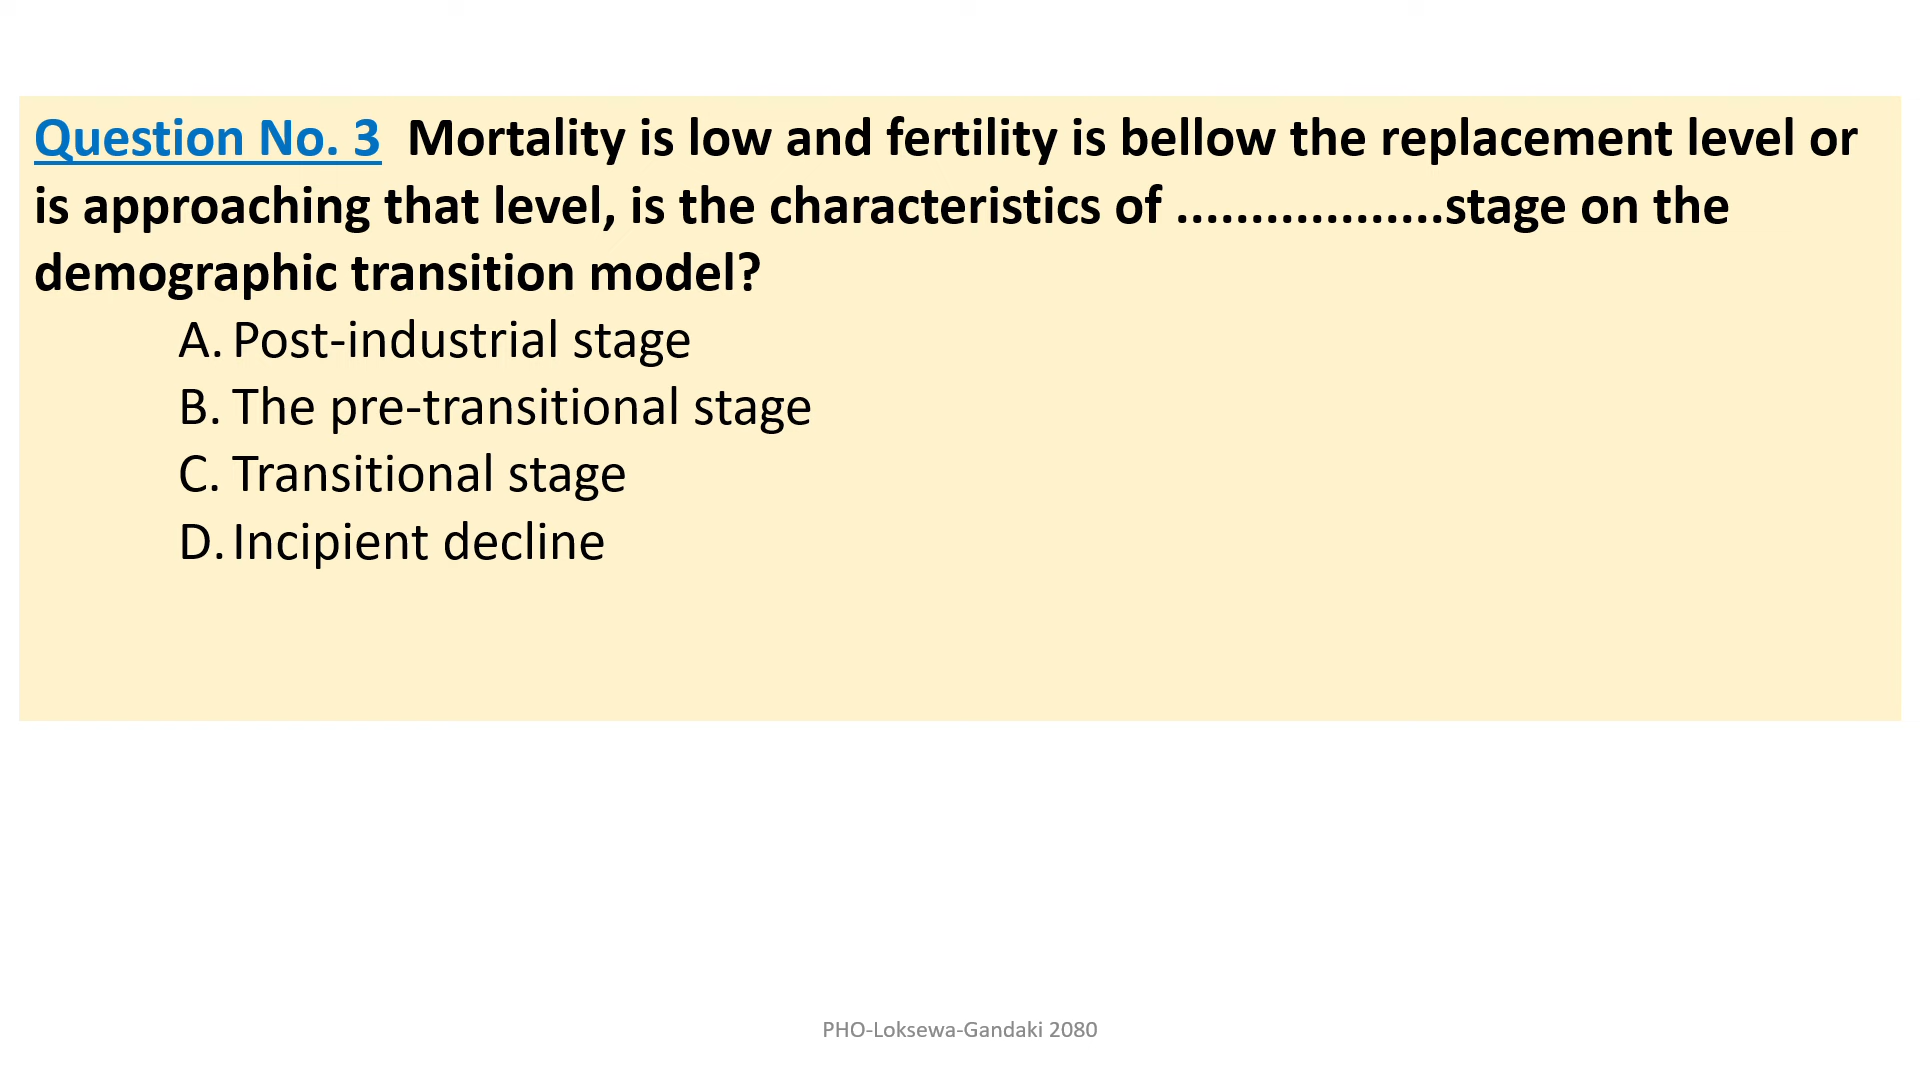 Question No. 3 Mortality is low and fertility is bellow the replacement level or
is approaching that level, is the characteristics of ..................stage on the
demographic transition model?
A. Post-industrial stage
B. The pre-transitional stage
C. Transitional stage
D. Incipient decline
PHO-Loksewa-Gandaki 2080